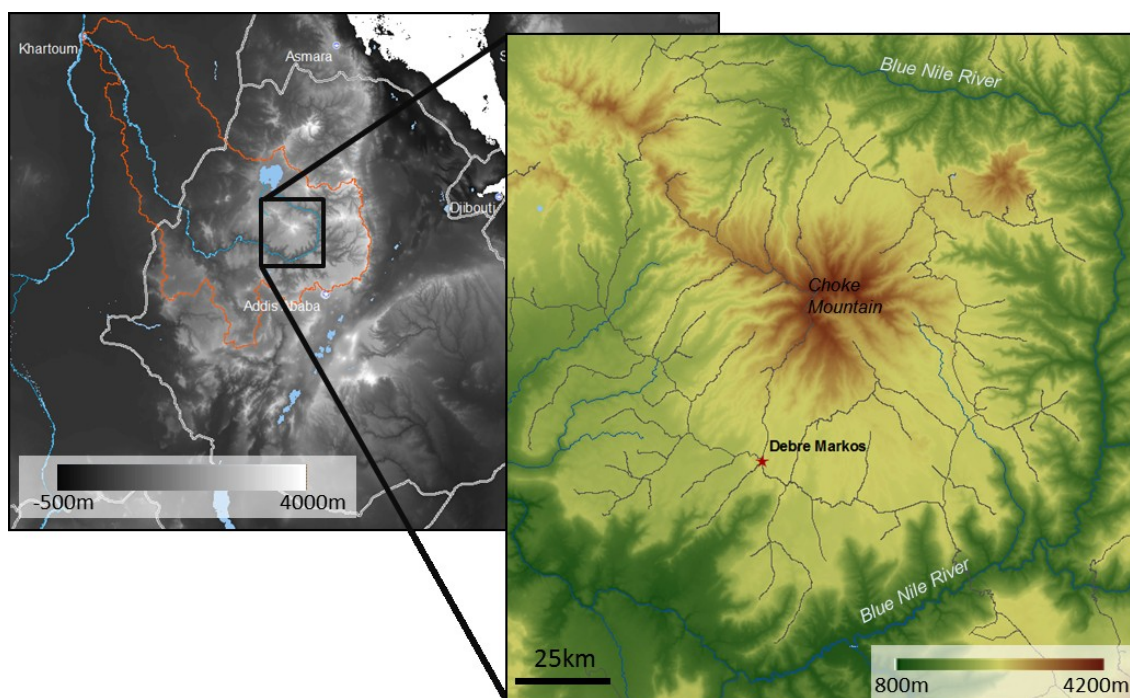 Khartoum
Asmara
S
Djibouti
Addis Ababa
-500m
4000m
Blue Nile River
Choke
Mountain
Debre Markos
Blue Nile River
25km
800m
4200m